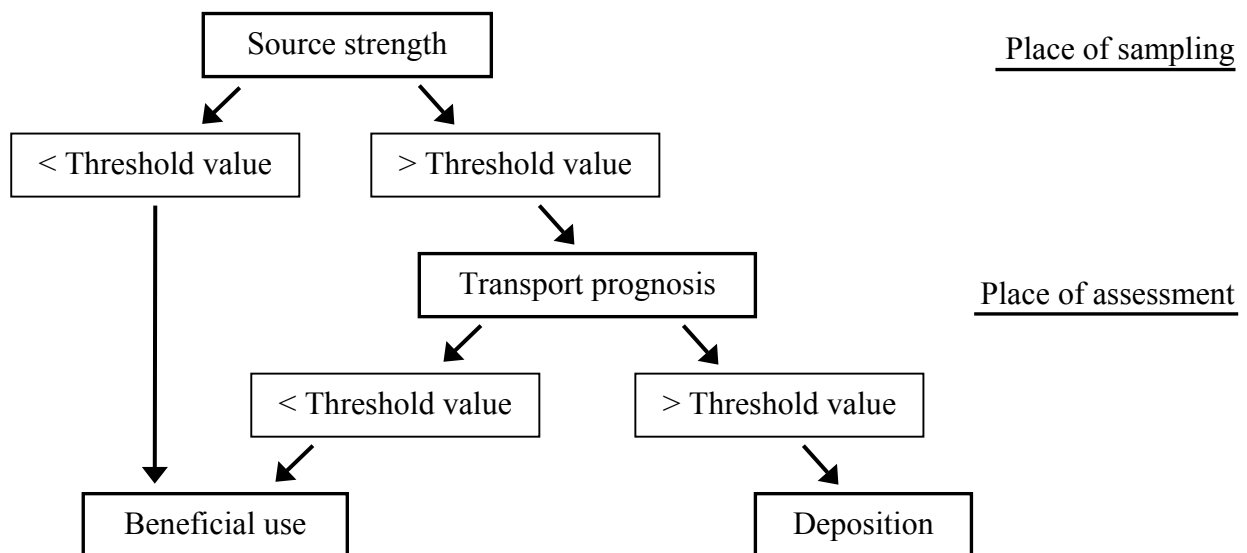 Source strength
Place of sampling
< Threshold value
> Threshold value
Transport prognosis
Place of assessment
< Threshold value
> Threshold value
Beneficial use
Deposition